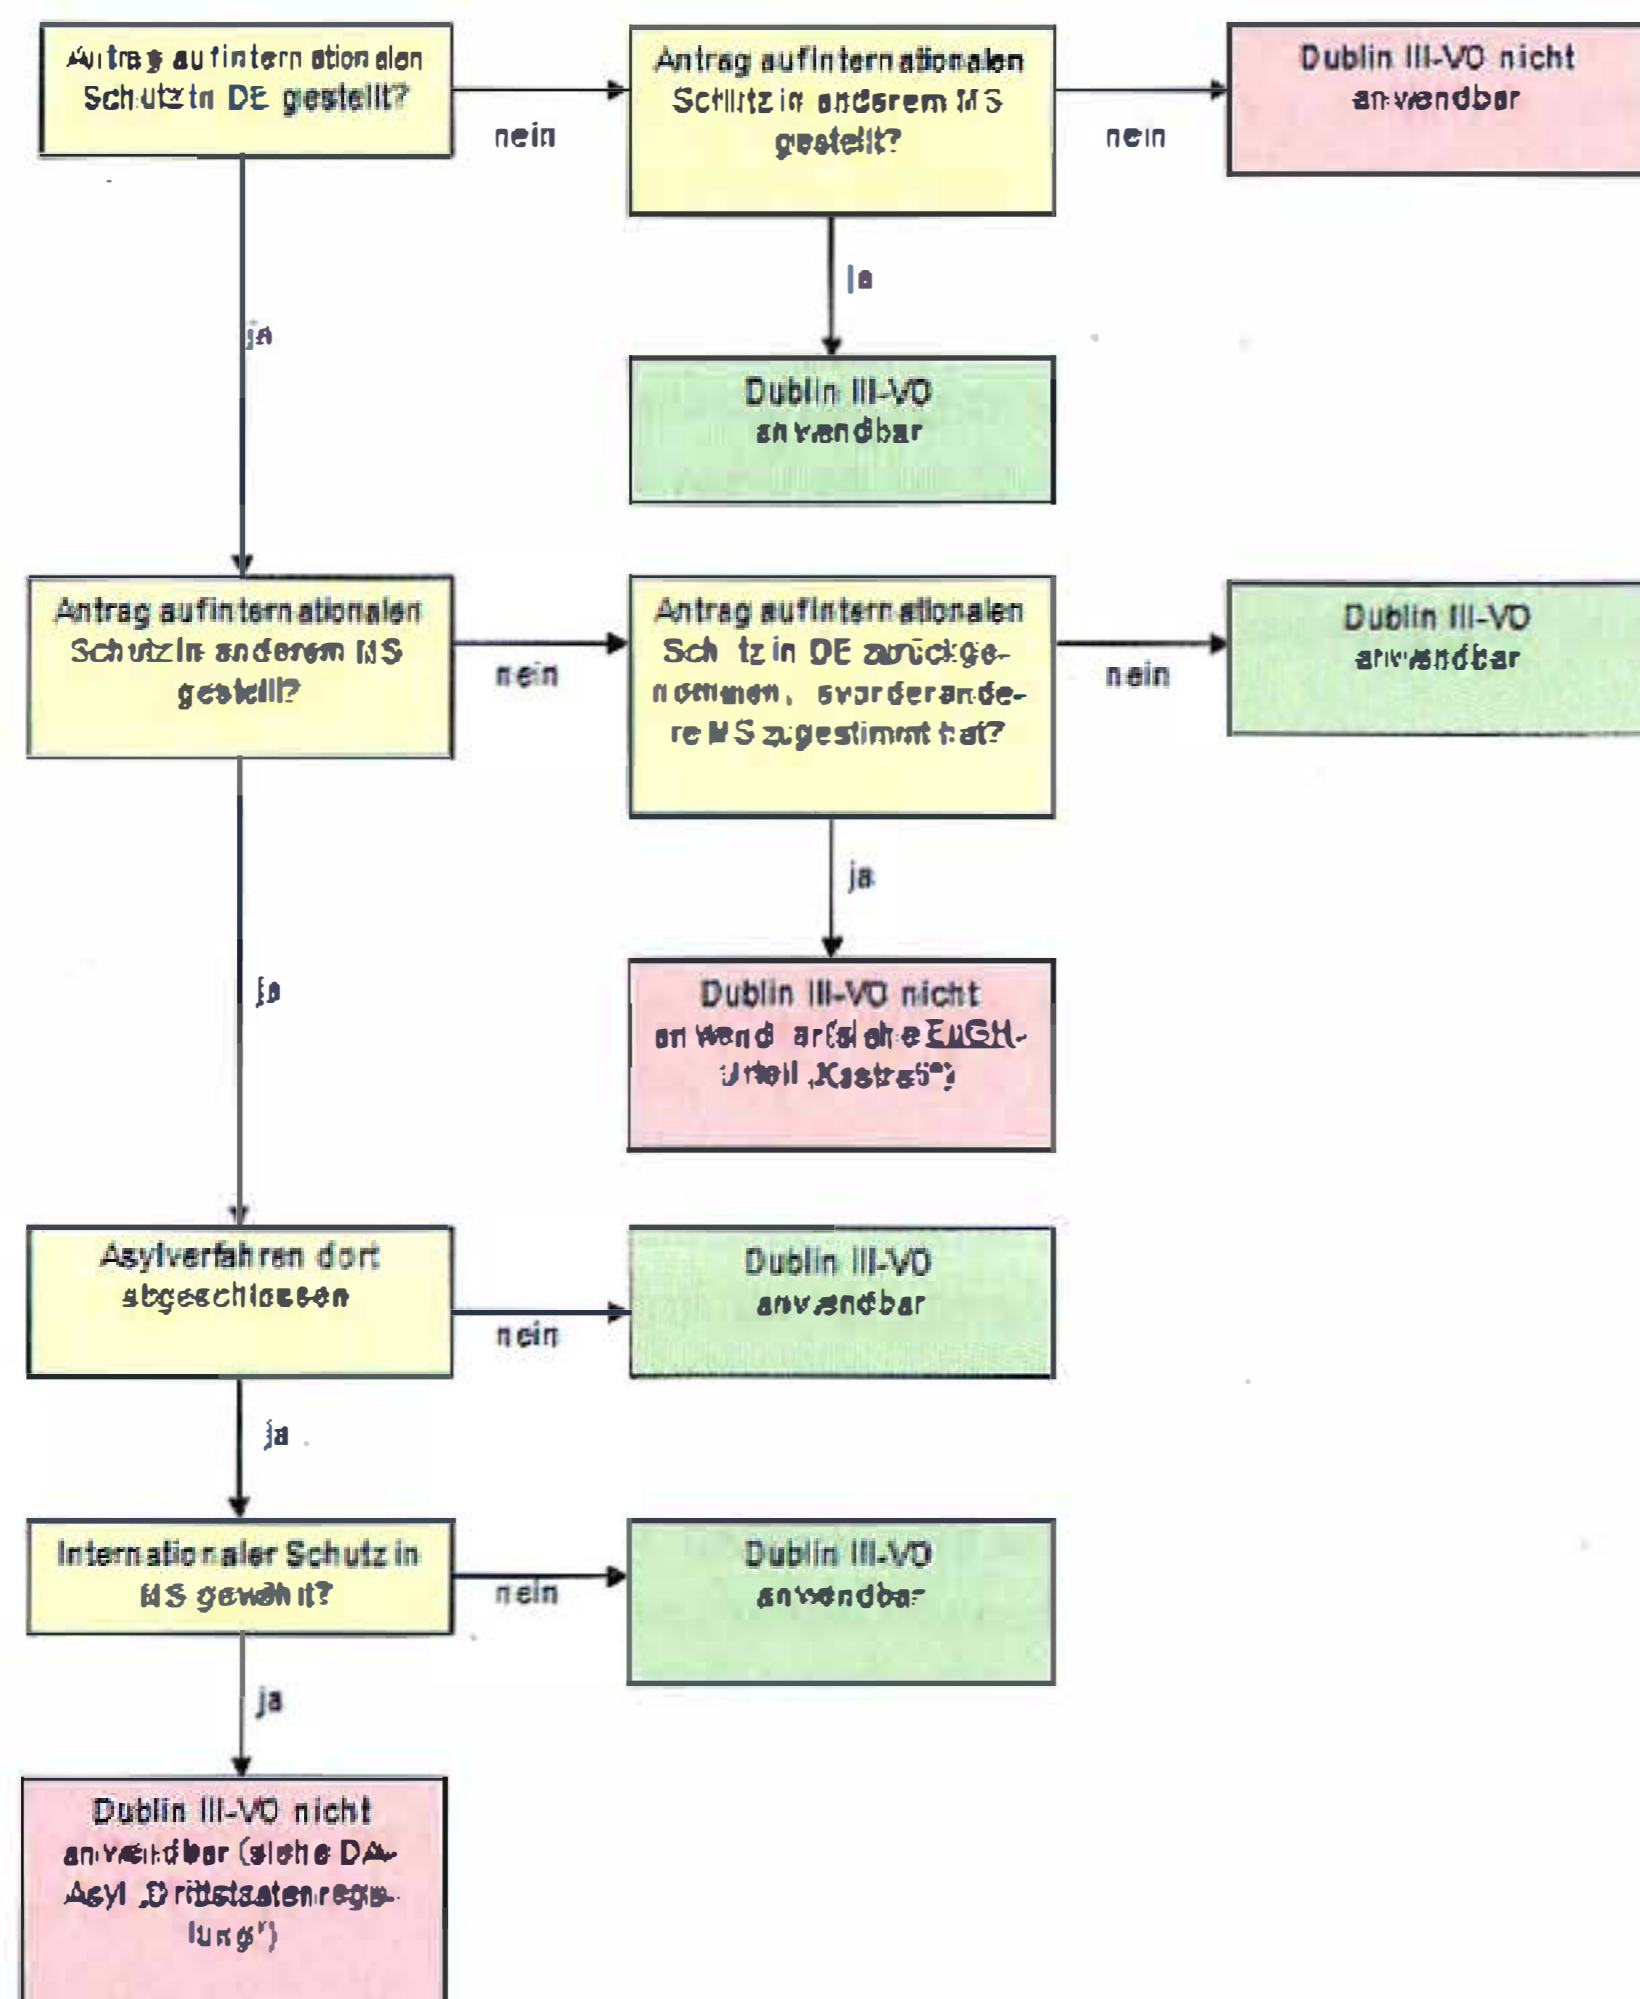 Antrag auf internationalen
Schutz in DE gestellt?
nein
Antrag auf internationalen
Schutz in anderem MS
gestellt?
nein
Dublin III-VO nicht
anwendbar
ja
ja
Dublin III-VO
anwendbar
Antrag auf internationalen
Schutz in anderem MS
gestellt?
nein
Antrag auf internationalen
Schutz in DE zurückge-
nommen, bevor der ande-
re MS zugestimmt hat?
nein
Dublin III-VO
anwendbar
ja
ja
Dublin III-VO nicht
anwendbar (siehe EuGH-
Urteil „Kastrati“)
Asylverfahren dort
abgeschlossen
nein
Dublin III-VO
anwendbar
ja
Internationaler Schutz in
MS gewährt?
nein
Dublin III-VO
anwendbar
ja
Dublin III-VO nicht
anwendbar (siehe DA-
Asyl „Drittstaatenrege-
lung“)